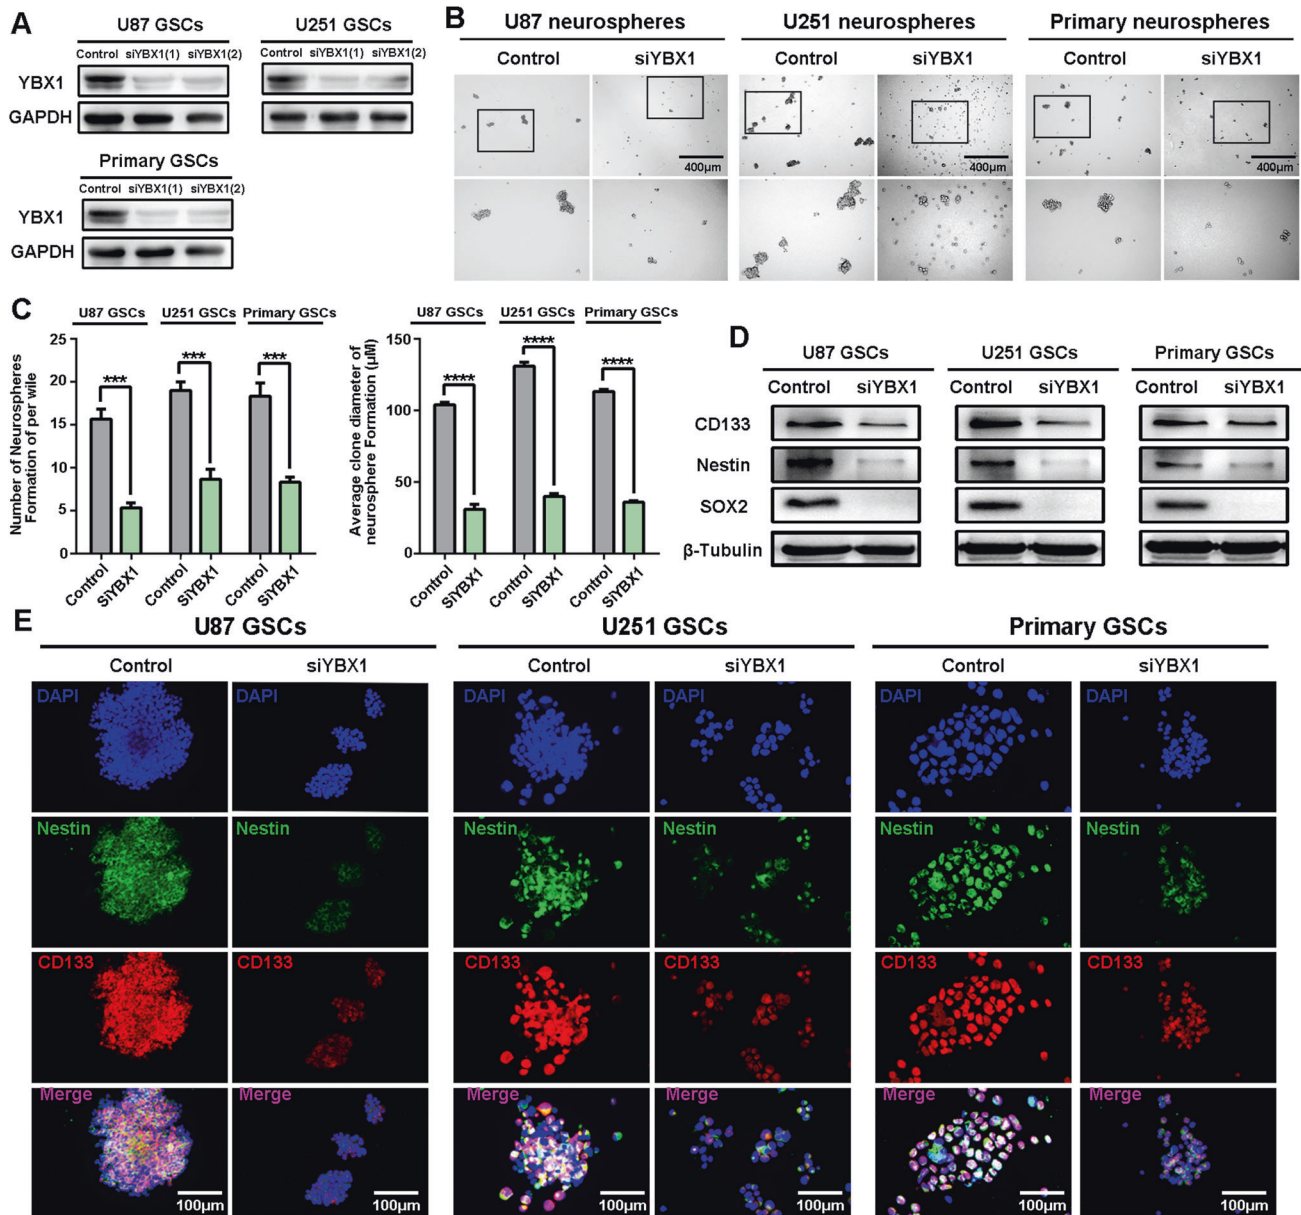 A
U87 GSCs
Control siYBX1(1) siYBX1(2)
YBX1
GAPDH
U251 GSCs
Control siYBX1(1) siYBX1(2)
Primary GSCs
Control siYBX1(1) siYBX1(2)
YBX1
GAPDH
B
U87 neurospheres
U251 neurospheres
Primary neurospheres
Control siYBX1 Control siYBX1 Control siYBX1
400μm 400μm 400μm
C
U87 GSCs U251 GSCs Primary GSCs
Number of Neurospheres
Formation of per wile
25
20
15
10
5
0
*** *** ***
Control SiYBX1 Control SiYBX1 Control SiYBX1
U87 GSCs U251 GSCs Primary GSCs
Average clone diameter of
neurosphere Formation (μM)
150
100
50
0
**** **** ****
Control SiYBX1 Control SiYBX1 Control SiYBX1
D
U87 GSCs U251 GSCs Primary GSCs
Control siYBX1 Control siYBX1 Control siYBX1
CD133
Nestin
SOX2
β-Tubulin
E
U87 GSCs U251 GSCs Primary GSCs
Control siYBX1 Control siYBX1 Control siYBX1
DAPI DAPI DAPI DAPI DAPI DAPI
Nestin Nestin Nestin Nestin Nestin Nestin
CD133 CD133 CD133 CD133 CD133 CD133
Merge Merge Merge Merge Merge Merge
100μm 100μm 100μm 100μm 100μm 100μm